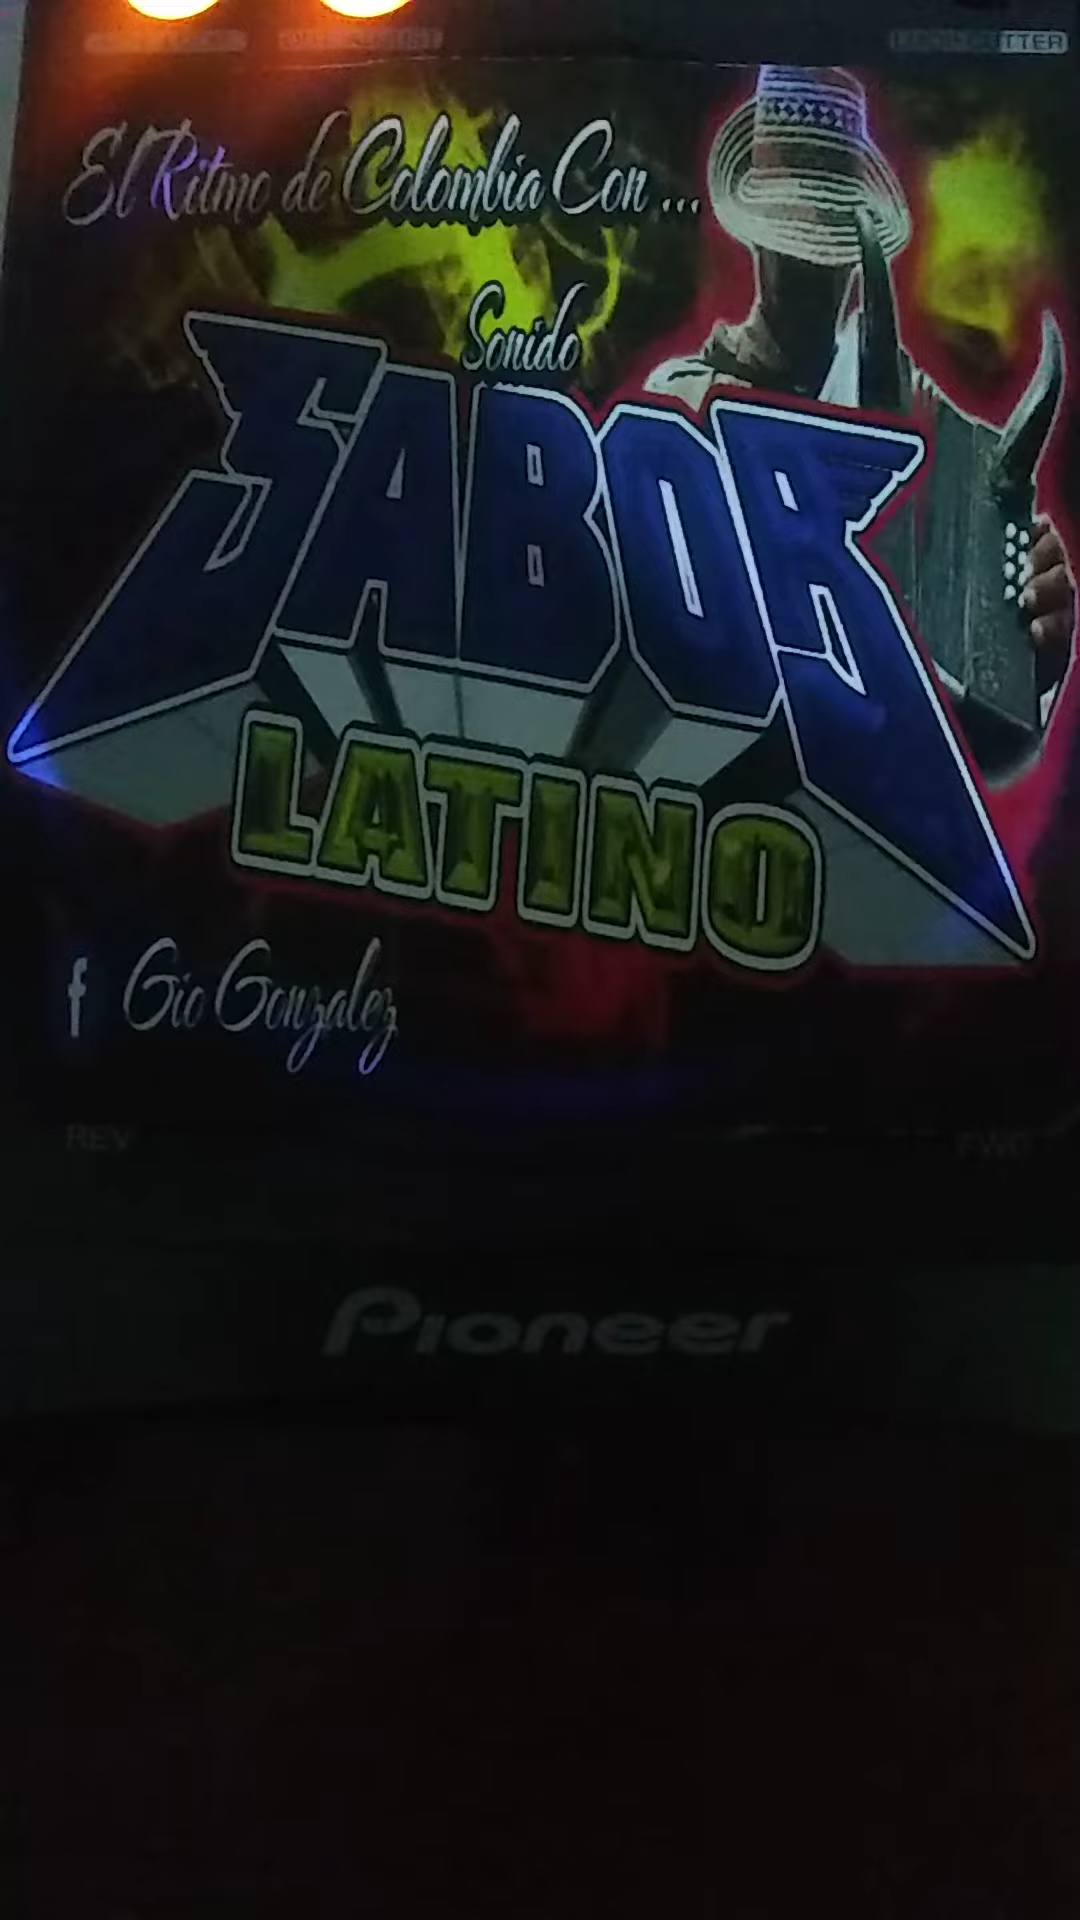 El Ritmo de Colombia Con ...
Sonido
SABOR
LATINO
f Gio Gonzalez
REV
FWD
Pioneer